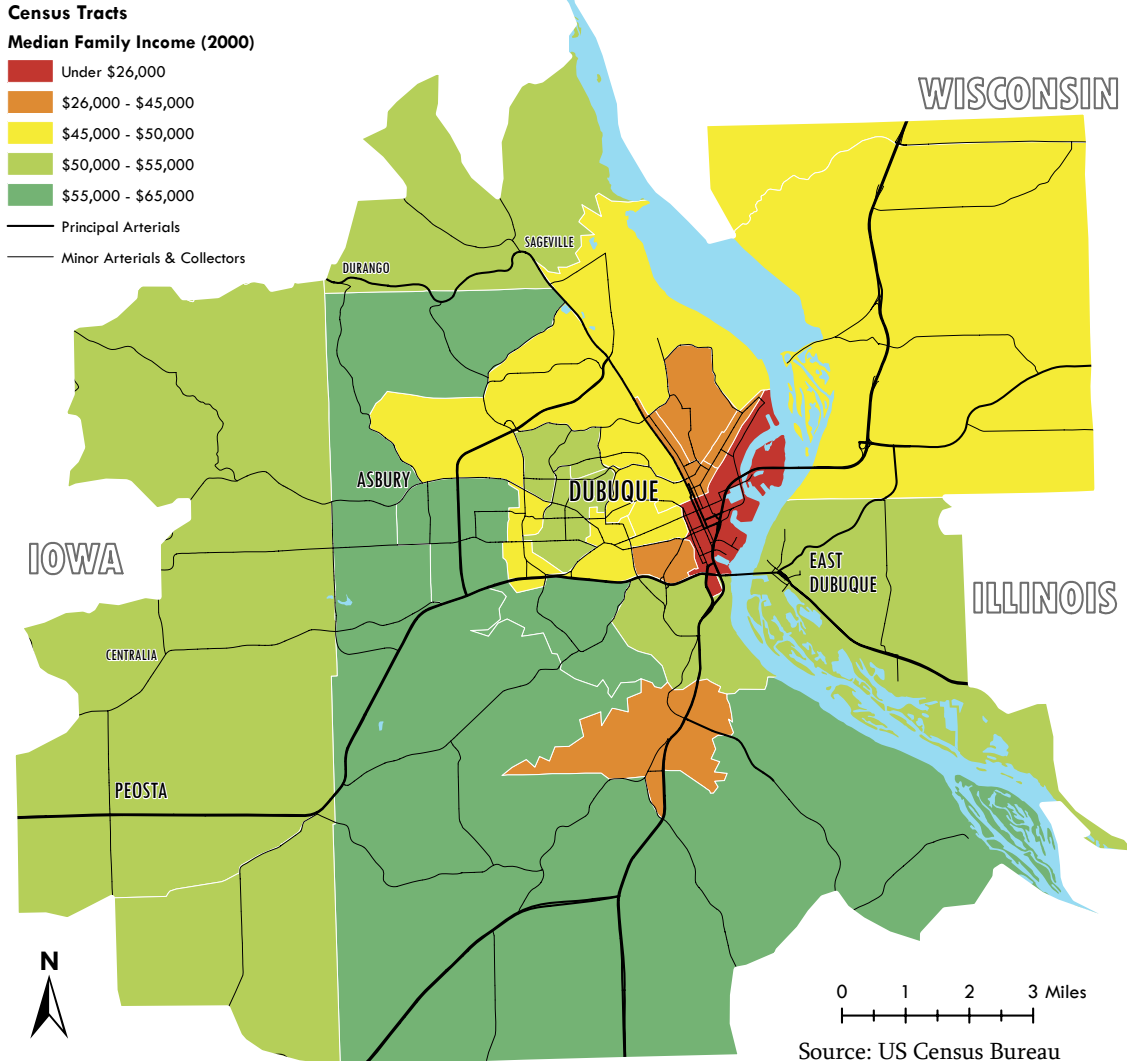 Census Tracts
Median Family Income (2000)
Under $26,000
$26,000 - $45,000
$45,000 - $50,000
$50,000 - $55,000
$55,000 - $65,000
Principal Arterials
Minor Arterials & Collectors
WISCONSIN
SAGEVILLE
DURANGO
ASBURY
DUBUQUE
IOWA
EAST
DUBUQUE
ILLINOIS
CENTRALIA
PEOSTA
N
0 1 2 3 Miles
Source: US Census Bureau